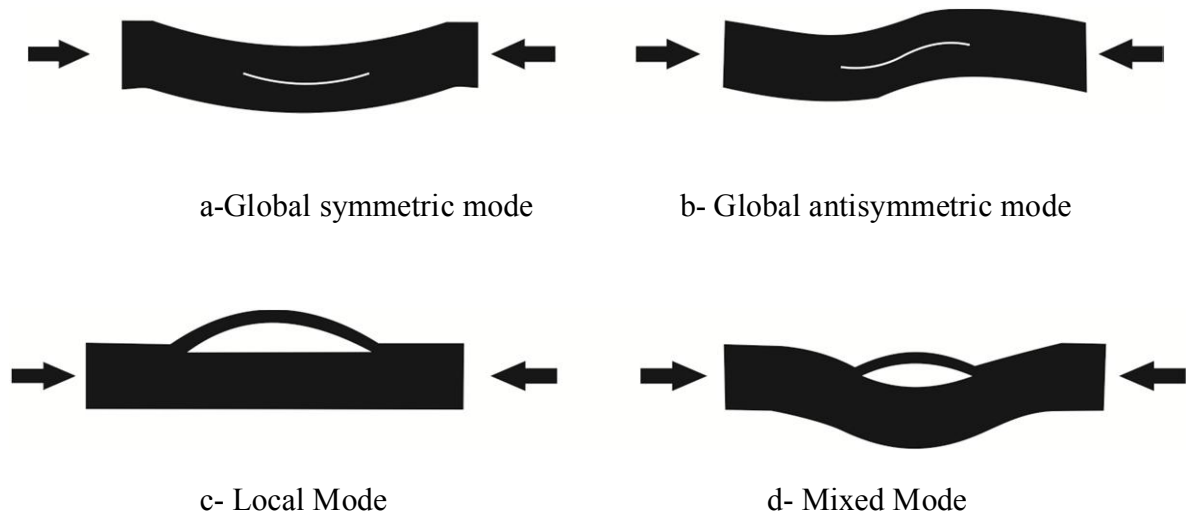 a-Global symmetric mode
b- Global antisymmetric mode
c- Local Mode
d- Mixed Mode